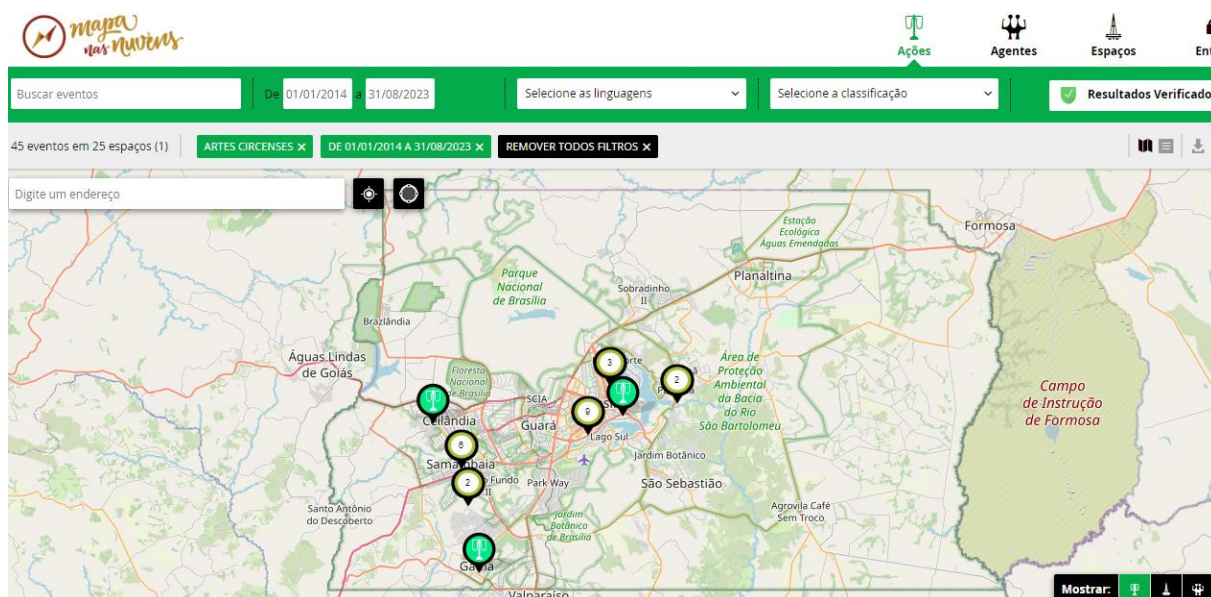 mapa
nas nuvens
Ações
Agentes
Espaços
Buscar eventos
De 01/01/2014 a 31/08/2023
Selecione as linguagens
Selecione a classificação
Resultados Verificado
45 eventos em 25 espaços (1)
ARTES CIRCENSES ×
DE 01/01/2014 A 31/08/2023 ×
REMOVER TODOS FILTROS ×
Digite um endereço
Estação
Ecológica
Águas Emendadas
Formosa
Planaltina
Parque
Nacional
de Brasília
Sobradinho
II
Brazlândia
Águas Lindas
de Goiás
Floresta
Nacional
de Brasília
3
2
Área de
Proteção
Ambiental
da Bacia
do Rio
São Bartolomeu
Campo
de Instrução
de Formosa
SCIA
9
Ceilândia
Guará
Lago Sul
6
Samambaia
Jardim Botânico
2
Fundo
II
Park Way
São Sebastião
Santo Antônio
do Descoberto
Agrovila Café
Sem Troco
Jardim
Botânico
de Brasília
Gama
Valparaíso
Mostrar: